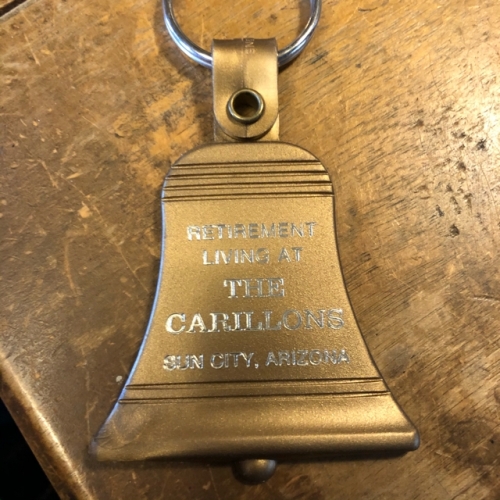 RETIREMENT
LIVING AT
THE
CARILLONS
SUN CITY, ARIZONA